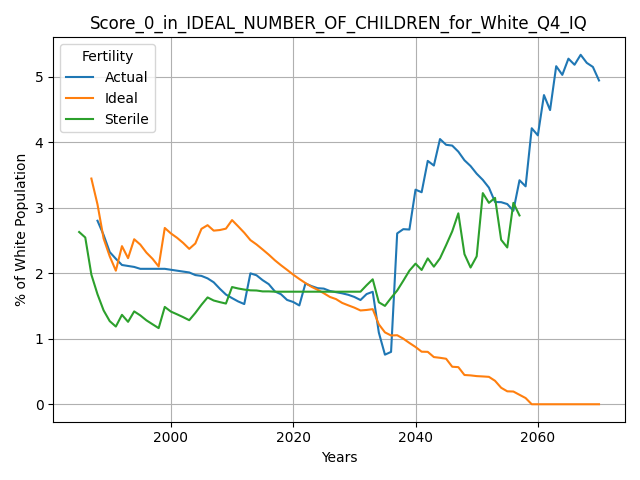 Score_0_in_IDEAL_NUMBER_OF_CHILDREN_for_White_Q4_IQ
Fertility
Actual
Ideal
Sterile
% of White Population
5
4
3
2
1
0
2000 2020 2040 2060
Years